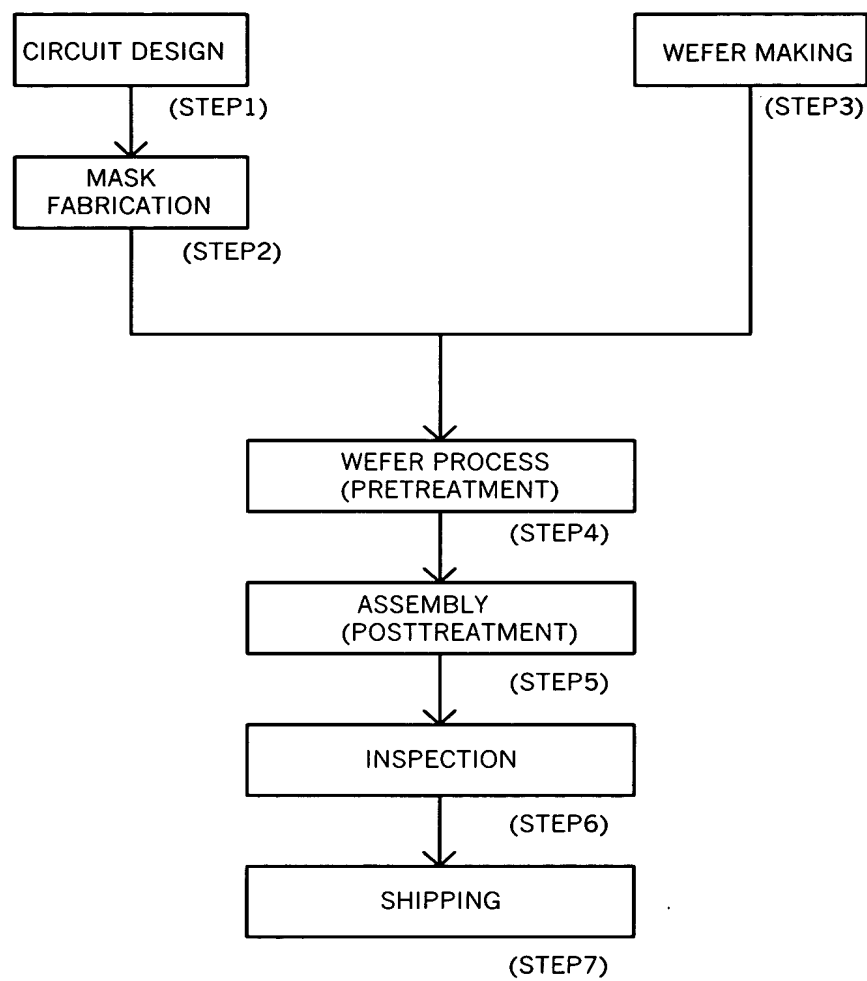 CIRCUIT DESIGN
(STEP1)
MASK
FABRICATION
(STEP2)
WEFER MAKING
(STEP3)
WEFER PROCESS
(PRETREATMENT)
(STEP4)
ASSEMBLY
(POSTTREATMENT)
(STEP5)
INSPECTION
(STEP6)
SHIPPING
(STEP7)